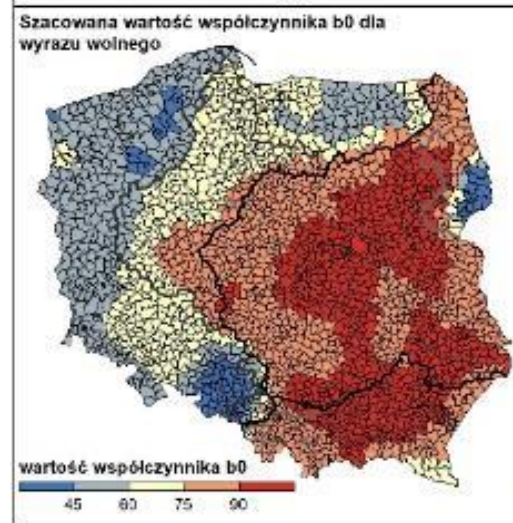 Szacowana wartość współczynnika b0 dla
wyrazu wolnego
wartość współczynnika b0
45 60 75 90